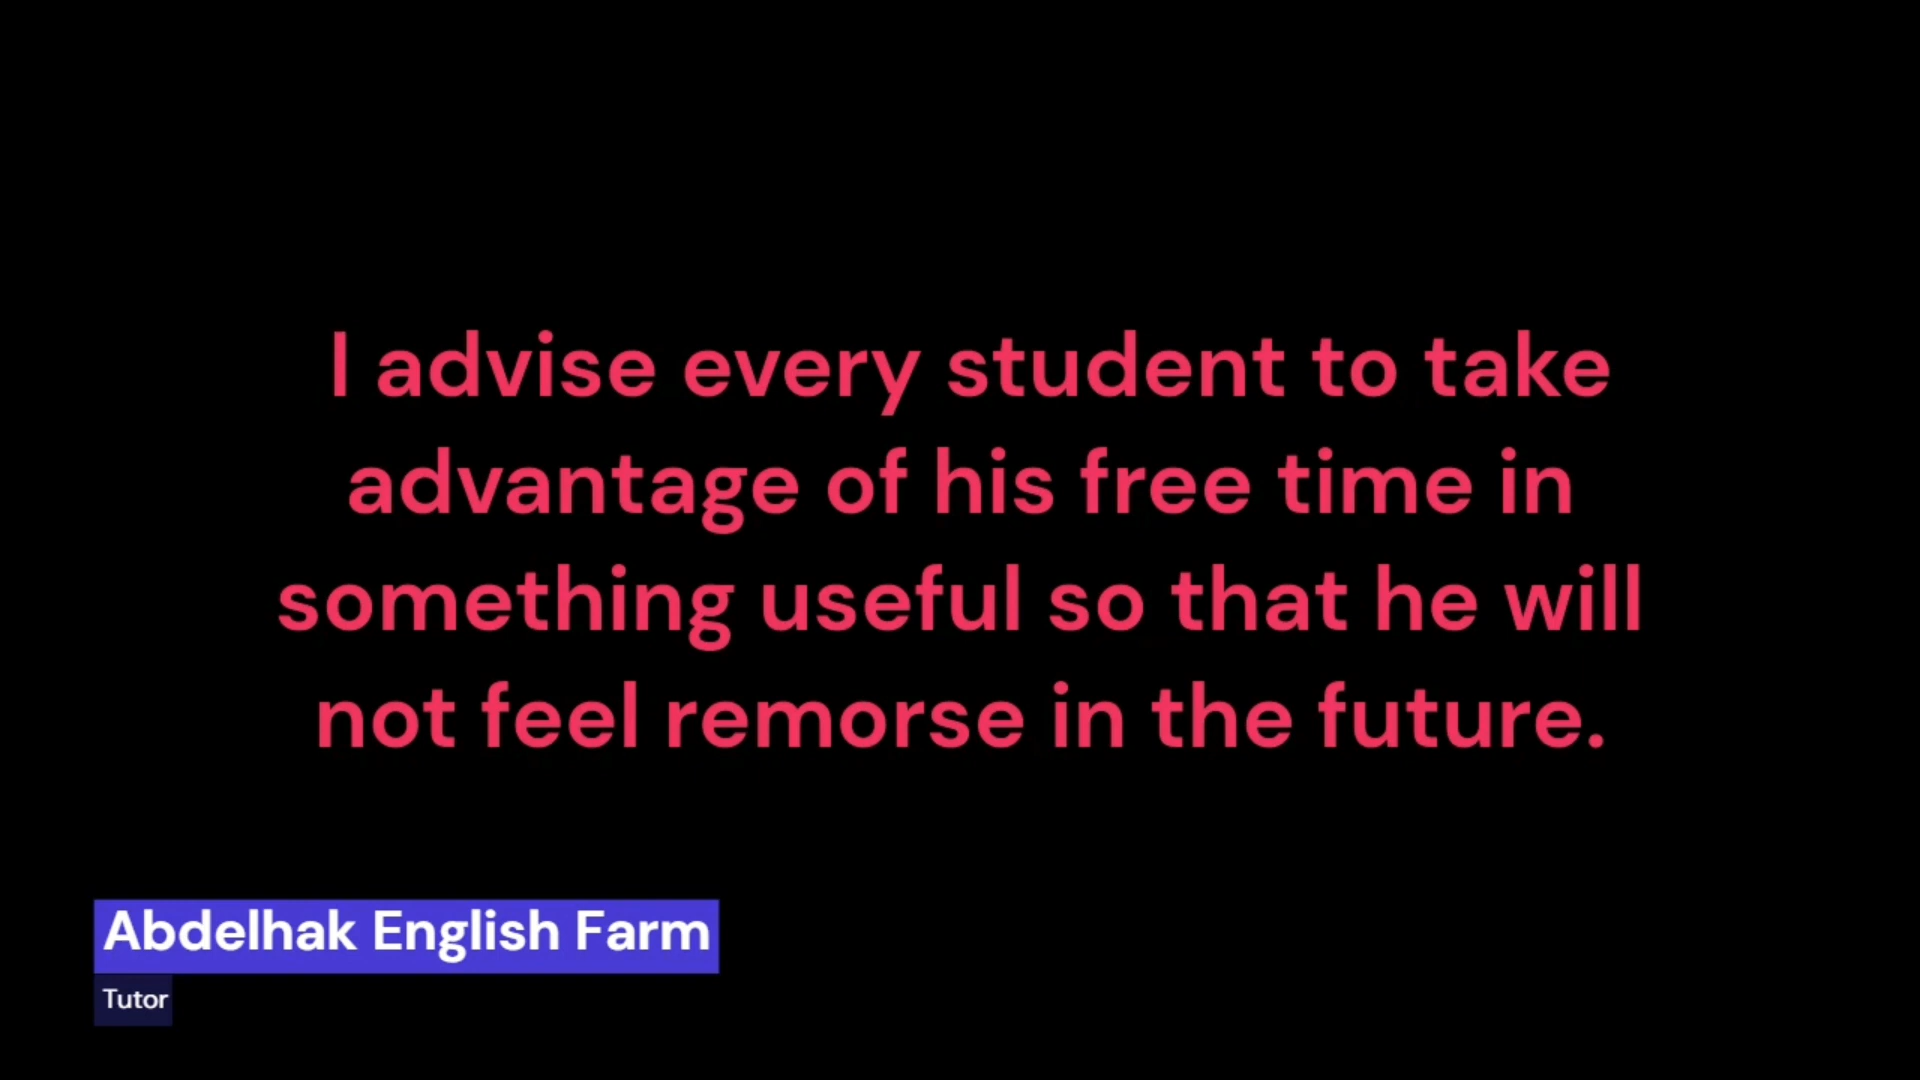 I advise every student to take
advantage of his free time in
something useful so that he will
not feel remorse in the future.
Abdelhak English Farm
Tutor